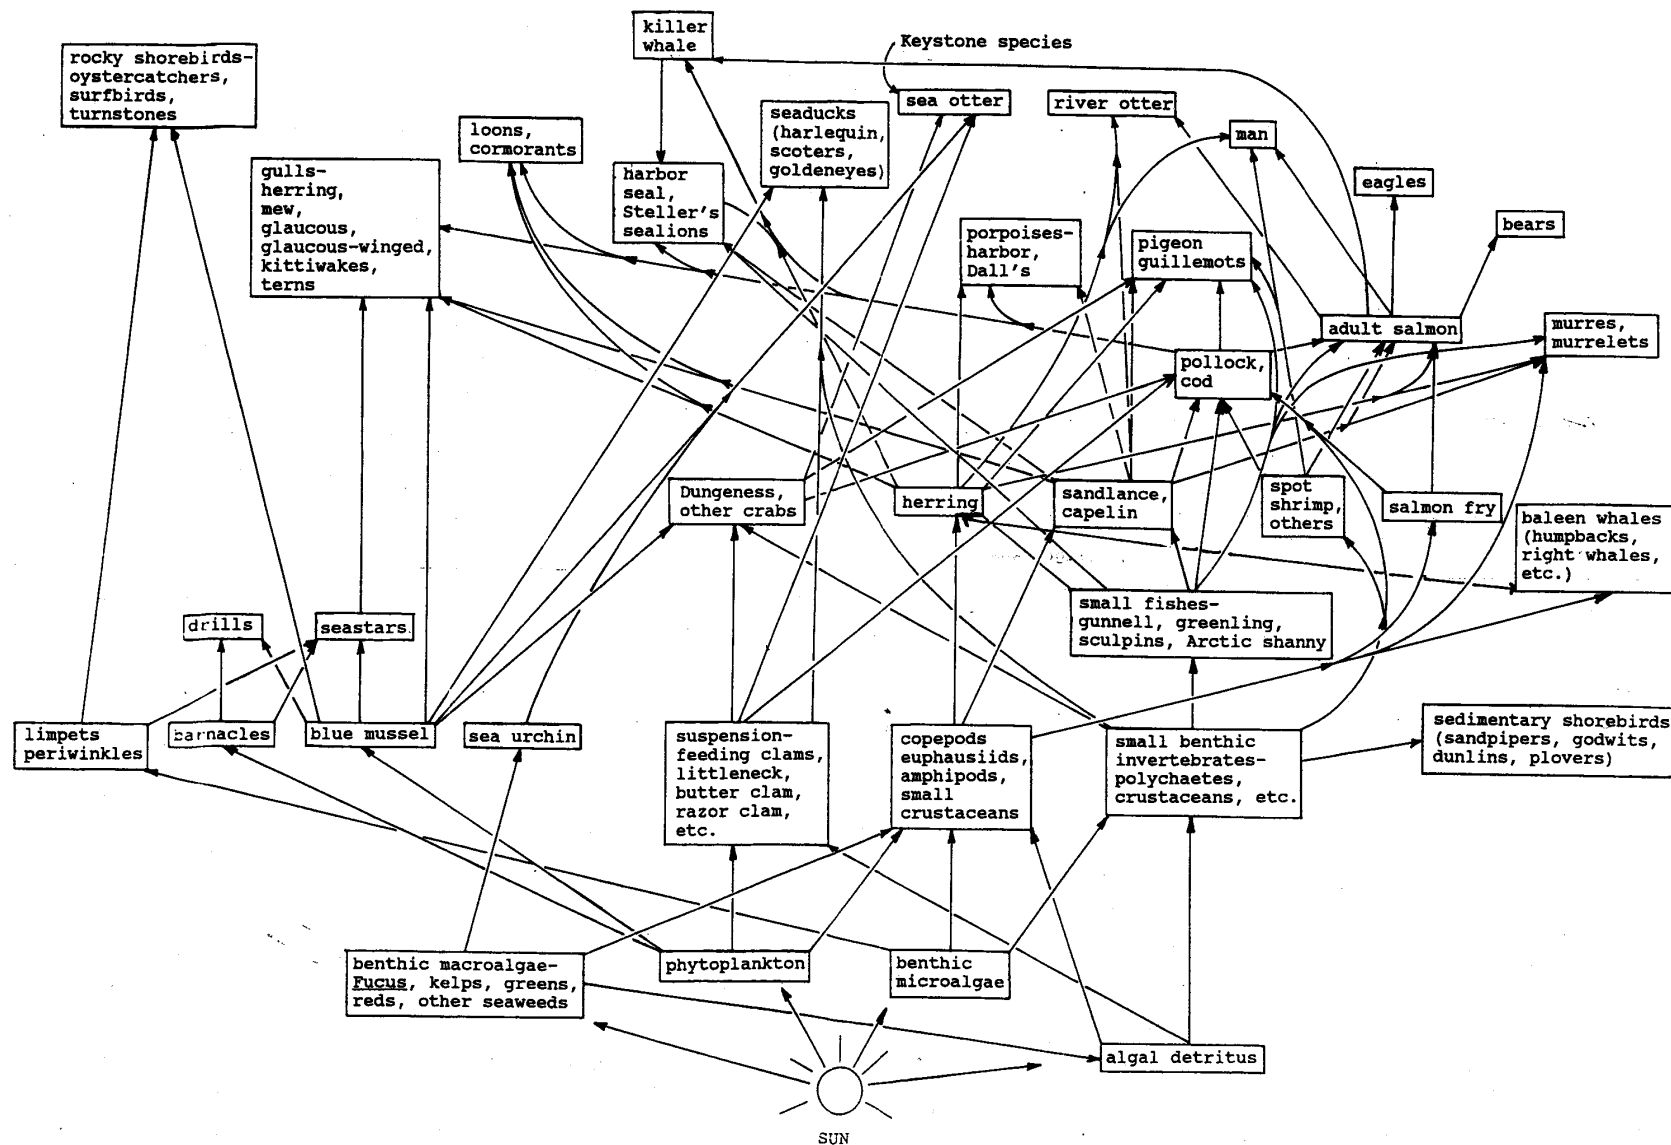 killer
whale
Keystone species
rocky shorebirds-
oystercatchers,
surfbirds,
turnstones
sea otter
river otter
seaducks
(harlequin,
scoters,
goldeneyes)
loons,
cormorants
man
gulls-
herring,
mew,
glaucous,
glaucous-winged,
kittiwakes,
terns
harbor
seal,
Steller's
sealions
eagles
bears
porpoises-
harbor,
Dall's
pigeon
guillemots
adult salmon
murres,
murrelets
pollock,
cod
Dungeness,
other crabs
herring
sandlance,
capelin
spot
shrimp,
others
salmon fry
baleen whales
(humpbacks,
right whales,
etc.)
small fishes-
gunnell, greenling,
sculpins, Arctic shanny
drills
seastars
limpets
periwinkles
barnacles
blue mussel
sea urchin
suspension-
feeding clams,
littleneck,
butter clam,
razor clam,
etc.
copepods
euphausiids,
amphipods,
small
crustaceans
small benthic
invertebrates-
polychaetes,
crustaceans, etc.
sedimentary shorebirds
(sandpipers, godwits,
dunlins, plovers)
benthic macroalgae-
Fucus, kelps, greens,
reds, other seaweeds
phytoplankton
benthic
microalgae
algal detritus
SUN